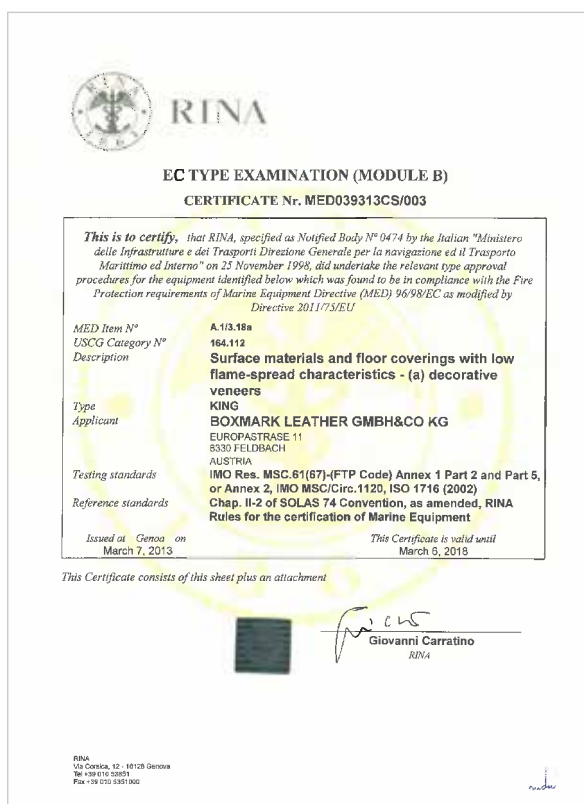 RINA
RINA
1861
EC TYPE EXAMINATION (MODULE B)
CERTIFICATE Nr. MED039313CS/003
This is to certify, that RINA, specified as Notified Body N° 0474 by the Italian "Ministero
delle Infrastrutture e dei Trasporti Direzione Generale per la navigazione ed il Trasporto
Marittimo ed Interno" on 25 November 1998, did undertake the relevant type approval
procedures for the equipment identified below which was found to be in compliance with the Fire
Protection requirements of Marine Equipment Directive (MED) 96/98/EC as modified by
Directive 2011/75/EU
MED Item N° A.1/3.18a
USCG Category N° 164.112
Description Surface materials and floor coverings with low
flame-spread characteristics - (a) decorative
veneers
Type KING
Applicant BOXMARK LEATHER GMBH&CO KG
EUROPASTRASE 11
8330 FELDBACH
AUSTRIA
Testing standards IMO Res. MSC.61(67)-(FTP Code) Annex 1 Part 2 and Part 5,
or Annex 2, IMO MSC/Circ.1120, ISO 1716 (2002)
Reference standards Chap. II-2 of SOLAS 74 Convention, as amended, RINA
Rules for the certification of Marine Equipment
Issued at Genoa on This Certificate is valid until
March 7, 2013 March 6, 2018
This Certificate consists of this sheet plus an attachment
Giovanni Carratino
RINA
RINA
Via Corsica, 12 - 16128 Genova
Tel +39 010 53851
Fax +39 010 5351000